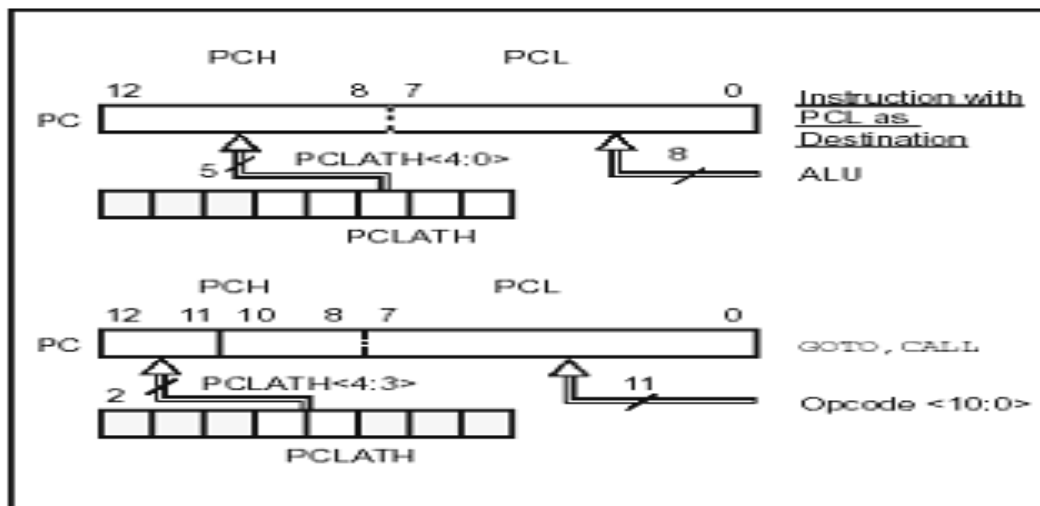 PCH PCL
12 8 7 0
PC
Instruction with
PCL as
Destination
5 PCLATH<4:0> 8
ALU
PCLATH
PCH PCL
12 11 10 8 7 0
PC
GOTO, CALL
2 PCLATH<4:3> 11
Opcode <10:0>
PCLATH